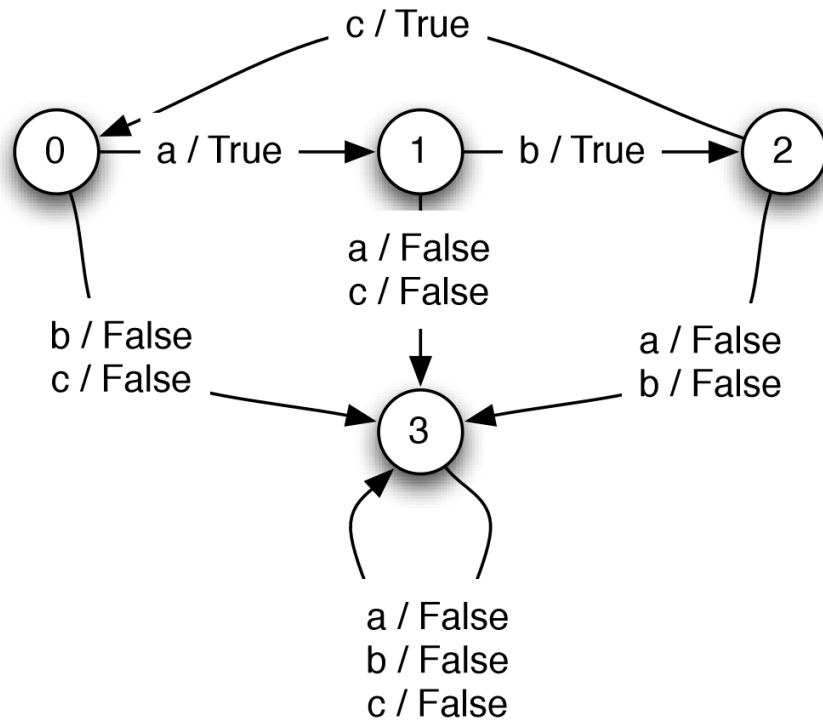 c / True
0
a / True
1
b / True
2
a / False
c / False
b / False
c / False
a / False
b / False
3
a / False
b / False
c / False